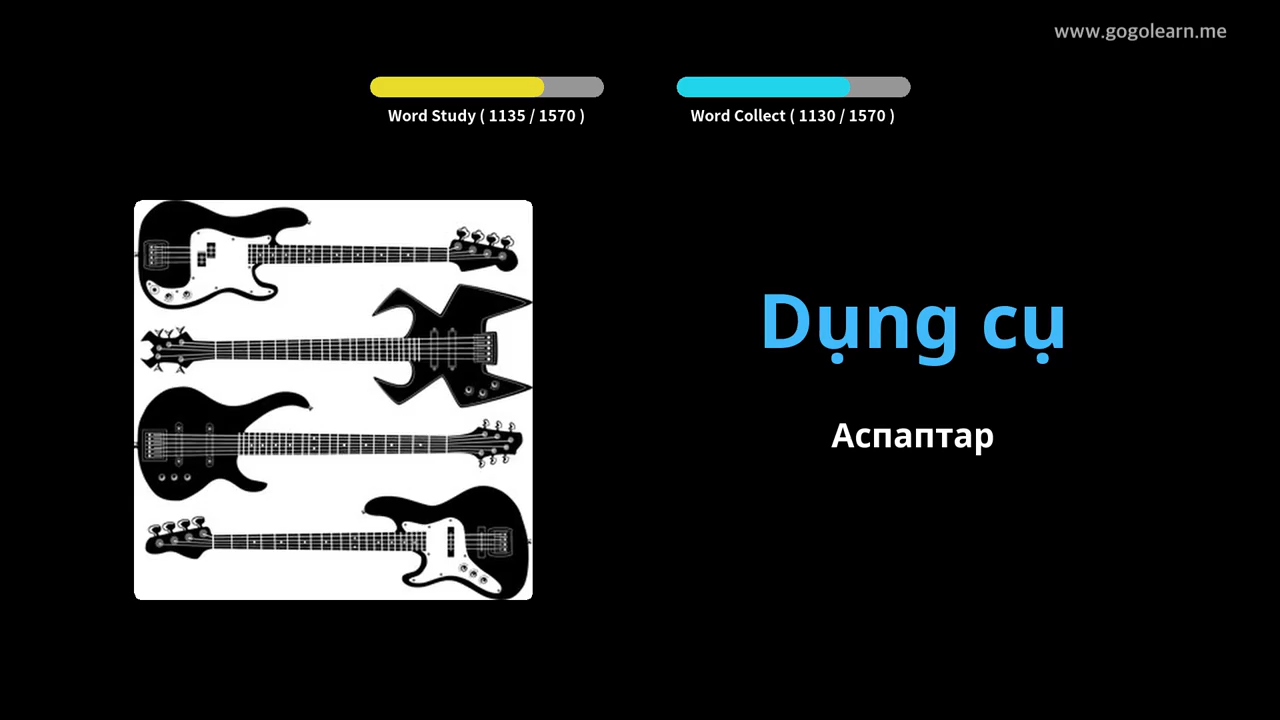 www.gogolearn.me
Word Study ( 1135 / 1570 )
Word Collect ( 1130 / 1570 )
Dụng cụ
Аспаптар